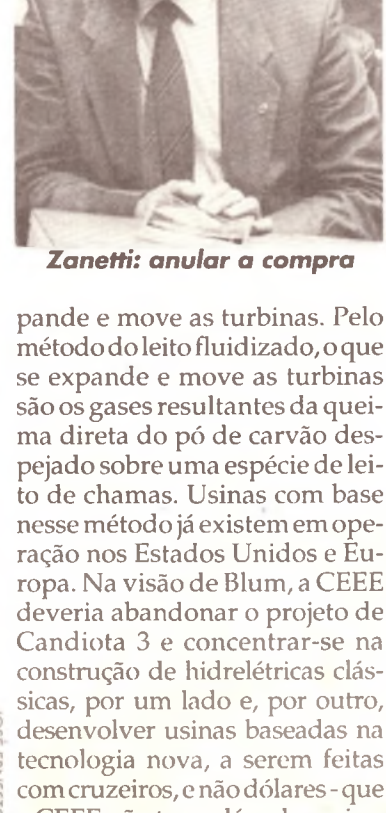 Zanetti: anular a compra
pande e move as turbinas. Pelo
método do leito fluidizado, o que
se expande e move as turbinas
são os gases resultantes da quei-
ma direta do pó de carvão des-
pejado sobre uma espécie de lei-
to de chamas. Usinas com base
nesse método já existem em ope-
ração nos Estados Unidos e Eu-
ropa. Na visão de Blum, a CEEE
deveria abandonar o projeto de
Candiota 3 e concentrar-se na
construção de hidrelétricas clás-
sicas, por um lado e, por outro,
desenvolver usinas baseadas na
tecnologia nova, a serem feitas
com cruzeiros, e não dólares - que